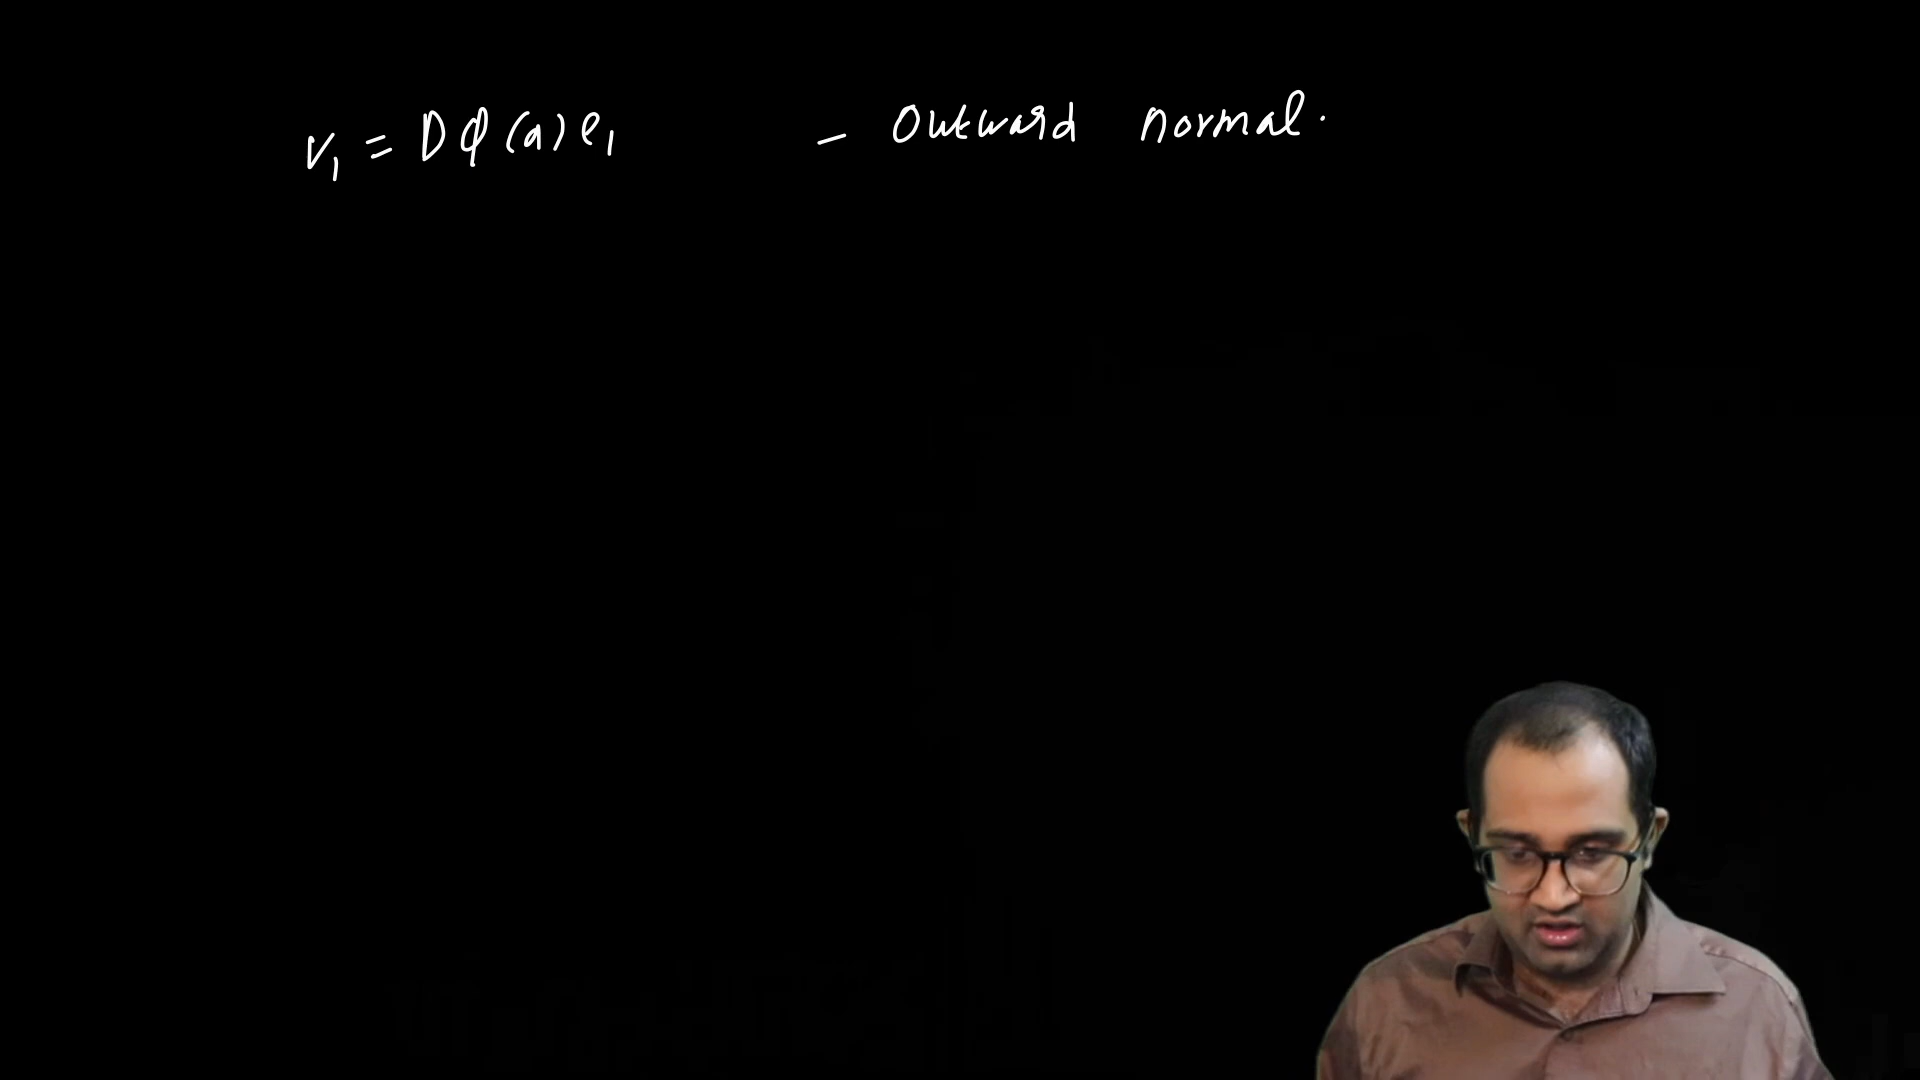 v₁ = Dϕ(a)e₁ – Outward normal.